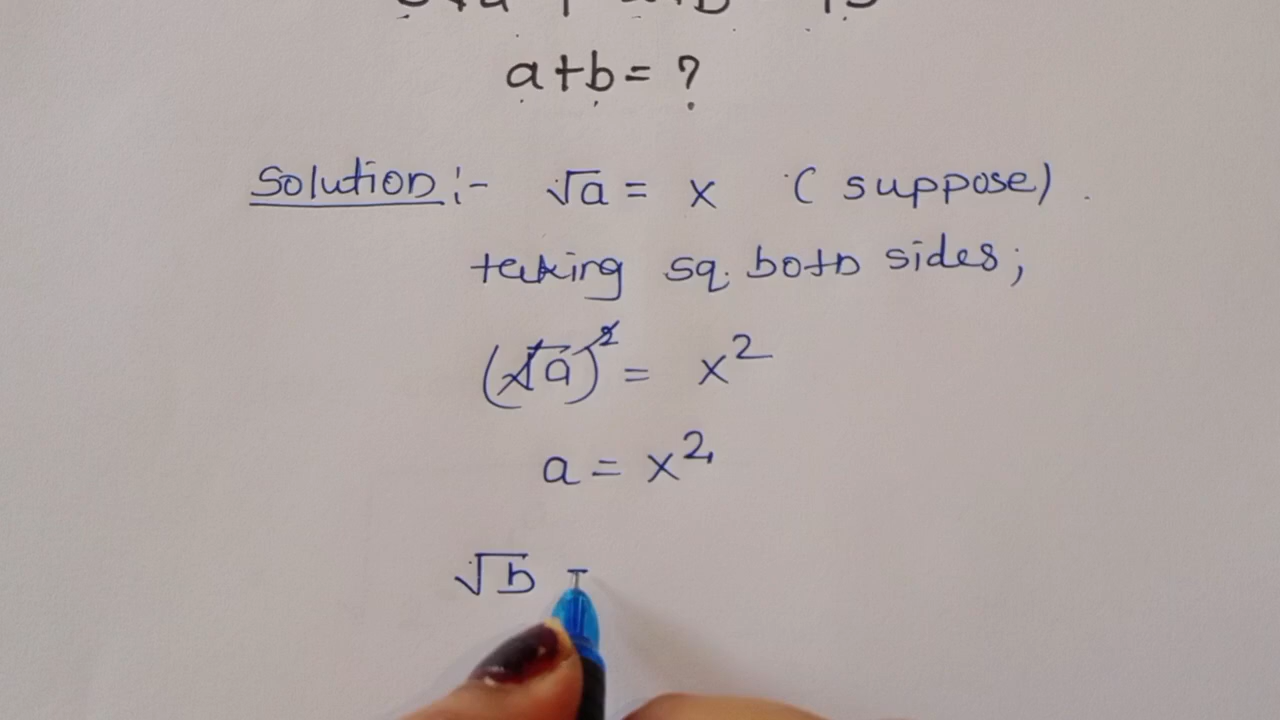 a+b= ?
Solution :- √a = x ( suppose) .
taking sq. both sides;
(√a)² = x²
a = x²
√b